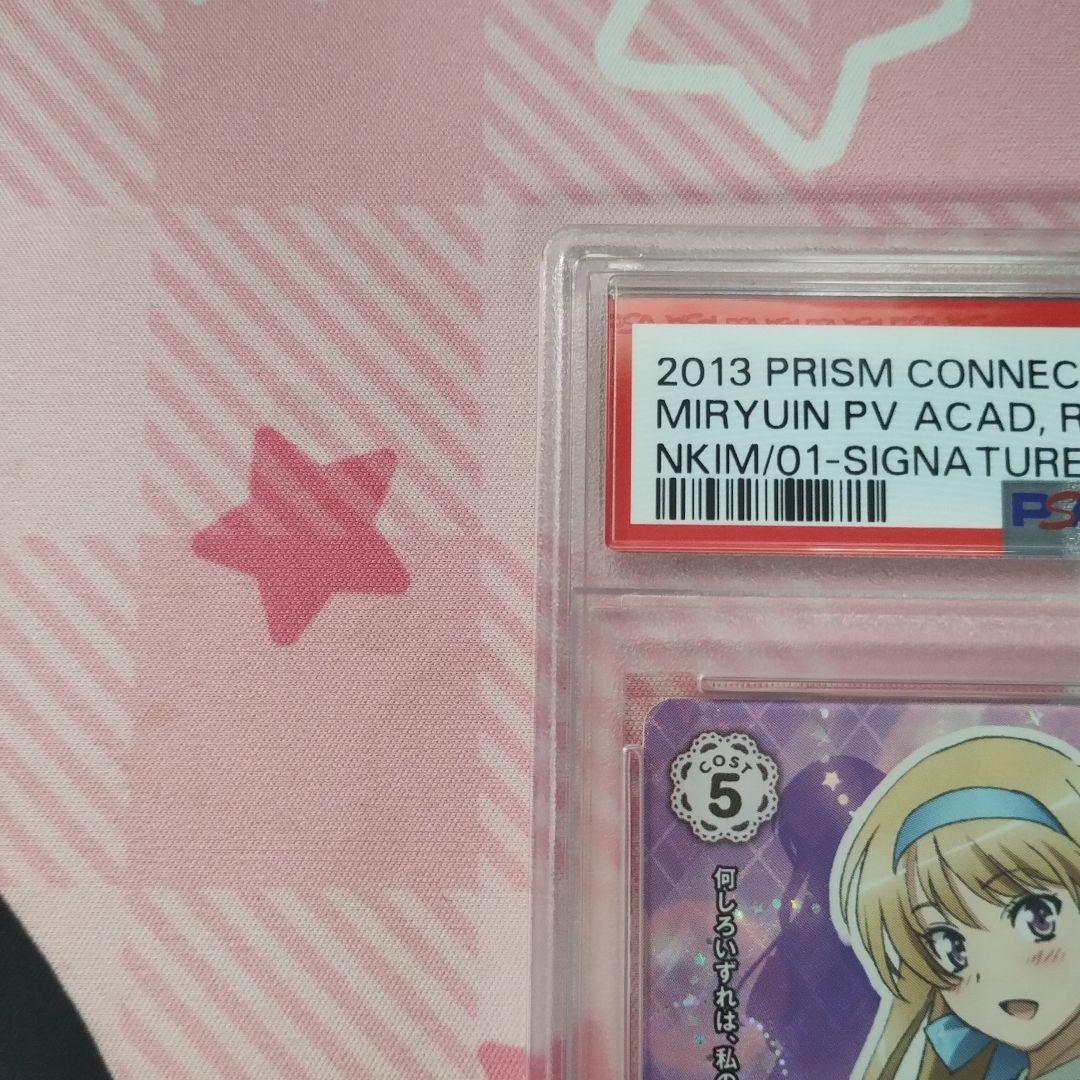 2013 PRISM CONNEC
MIRYUIN PV ACAD, R
NKIM/01-SIGNATURE
PSA
COST
5
何しろいずれは、私の